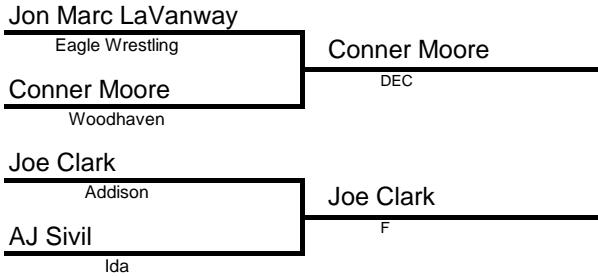 Jon Marc LaVanway
Eagle Wrestling
Conner Moore
DEC
Conner Moore
Woodhaven
Joe Clark
Addison
Joe Clark
F
AJ Sivil
Ida